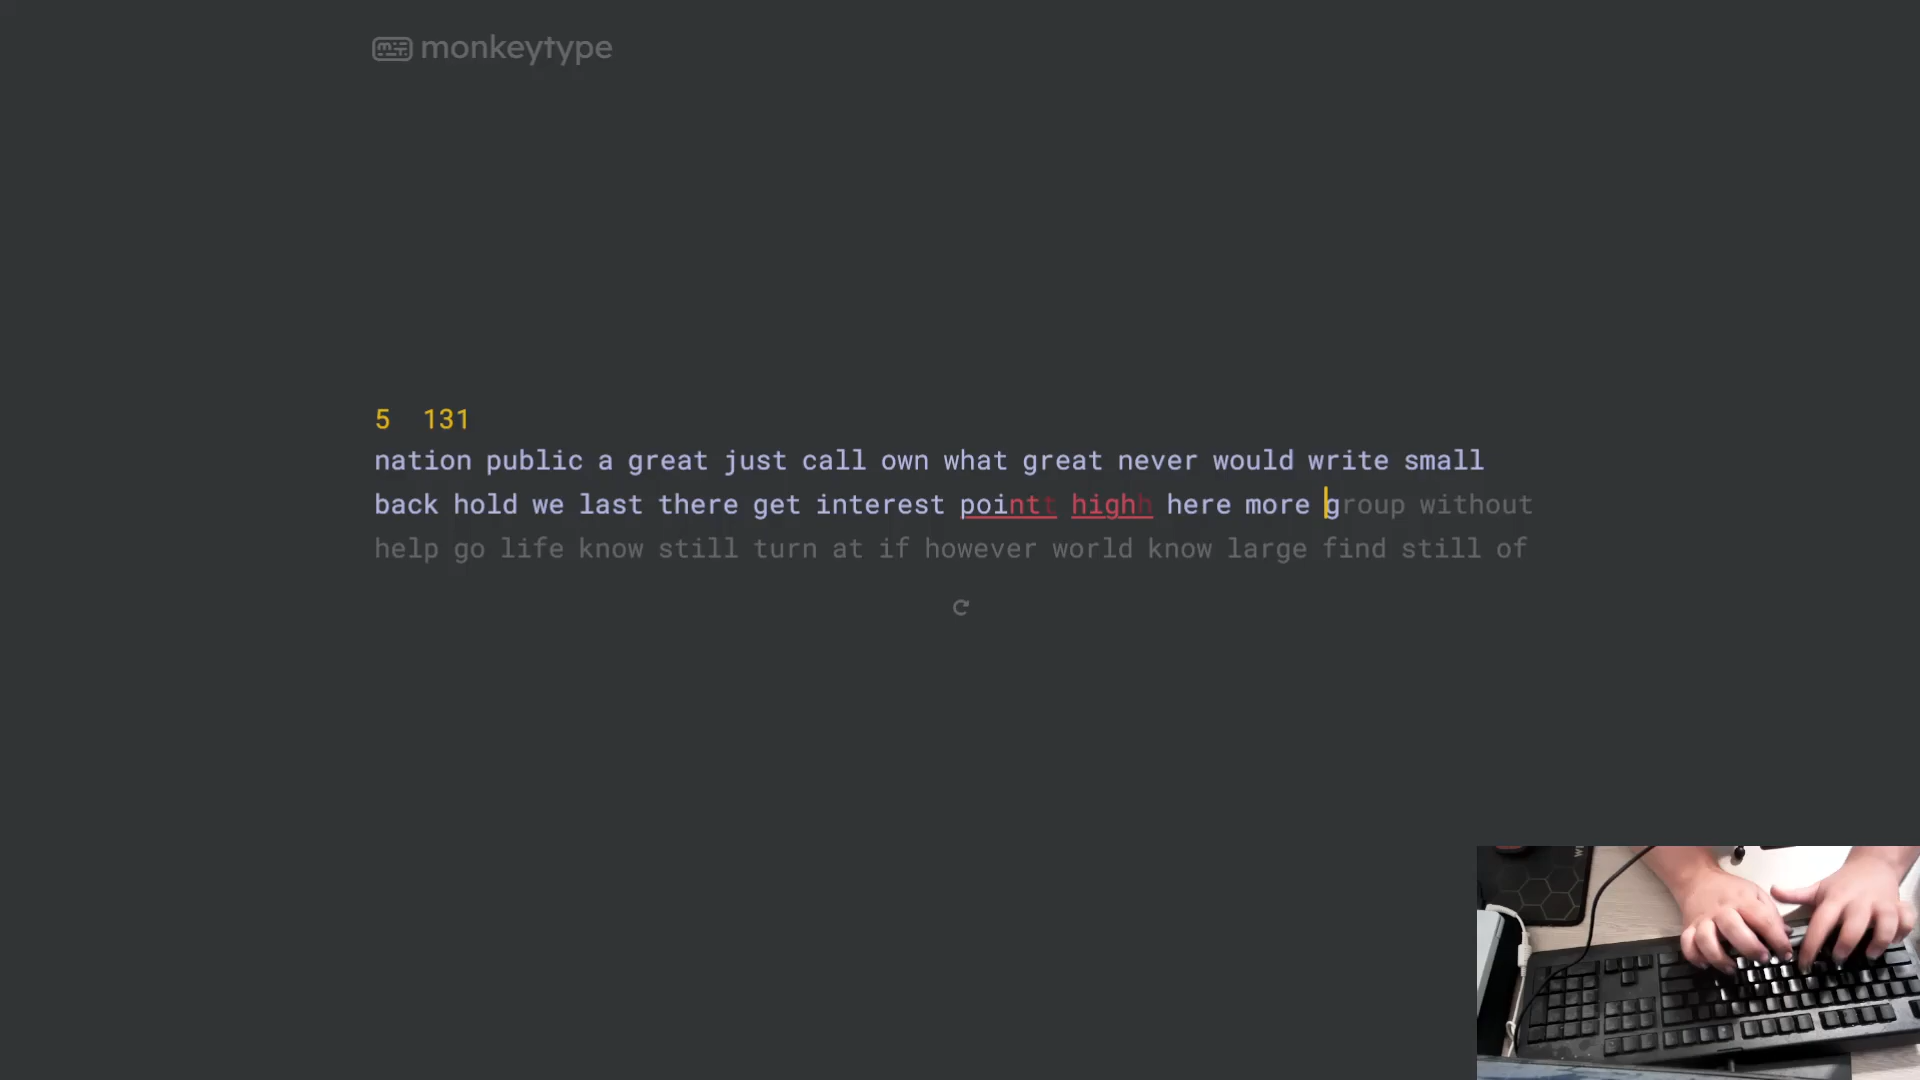 monkeytype
5 131
nation public a great just call own what great never would write small
back hold we last there get interest pointt highh here more group without
help go life know still turn at if however world know large find still of